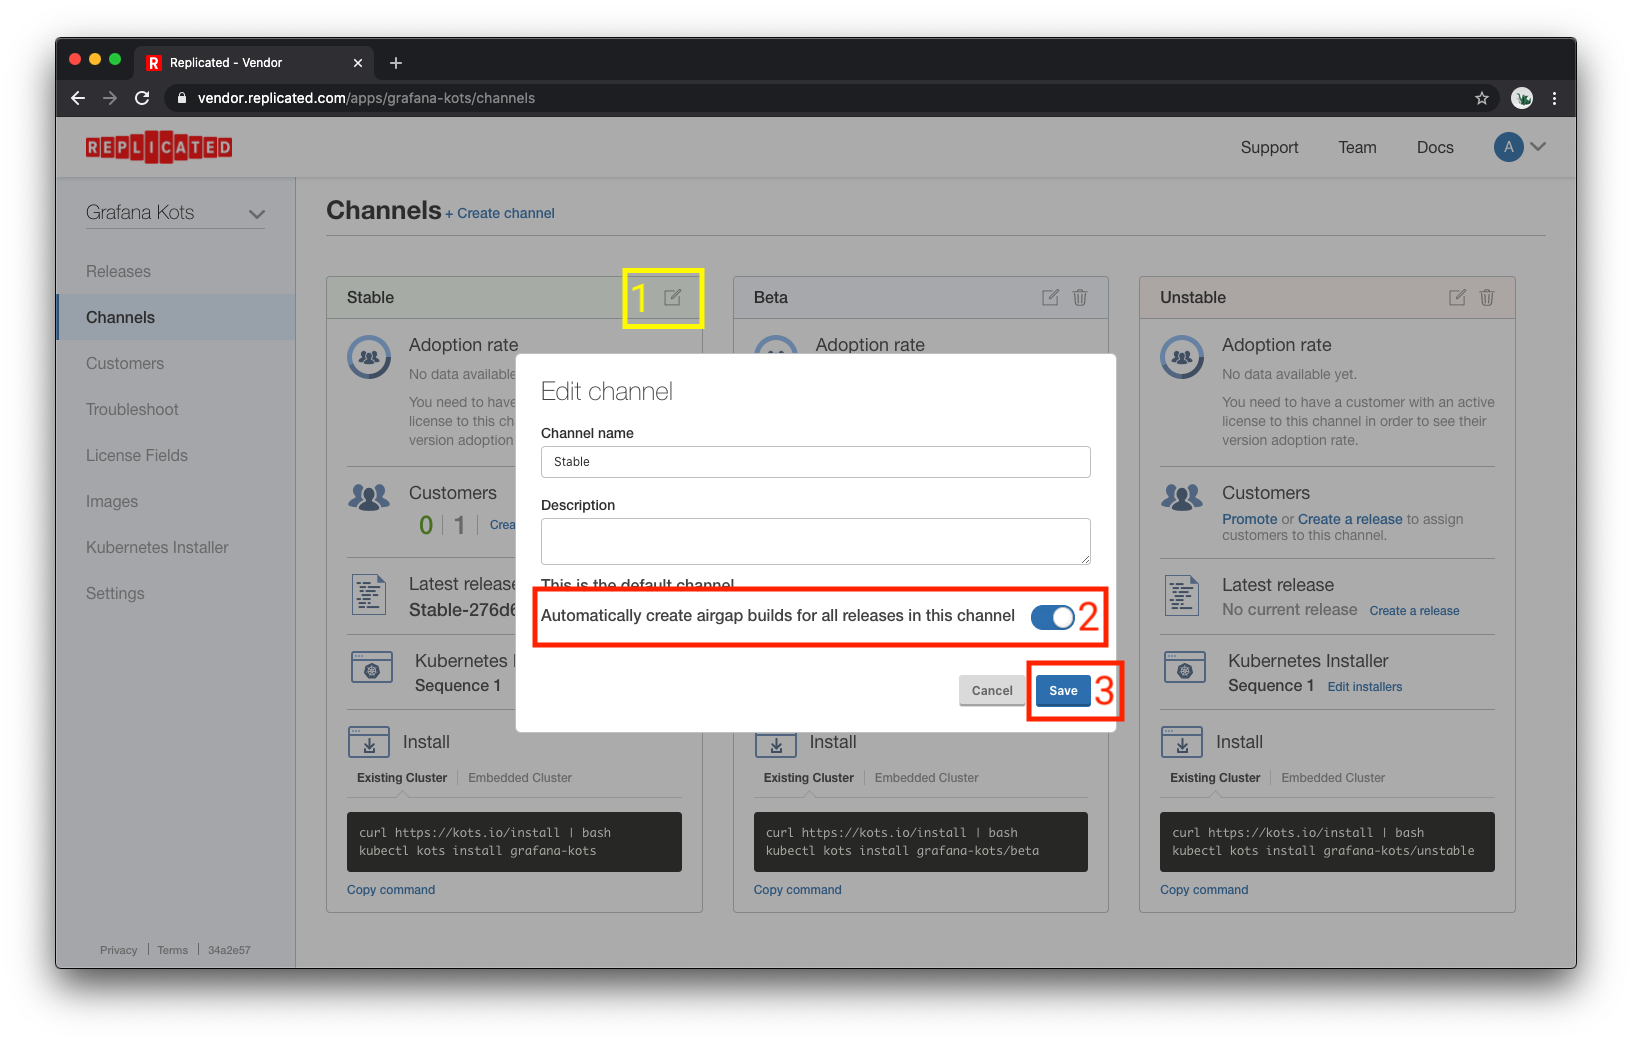 Replicated - Vendor
vendor.replicated.com/apps/grafana-kots/channels
REPLICATED
Support Team Docs A
Grafana Kots
Releases
Channels
Customers
Troubleshoot
License Fields
Images
Kubernetes Installer
Settings
Privacy | Terms | 34a2e57
Channels + Create channel
Stable 1
Adoption rate
No data available
You need to have
license to this ch
version adoption
Customers
0 | 1 Crea
Latest release
Stable-276d6
Kubernetes I
Sequence 1
Install
Existing Cluster | Embedded Cluster
curl https://kots.io/install | bash
kubectl kots install grafana-kots
Copy command
Beta
Adoption rate
Install
Existing Cluster | Embedded Cluster
curl https://kots.io/install | bash
kubectl kots install grafana-kots/beta
Copy command
Unstable
Adoption rate
No data available yet.
You need to have a customer with an active
license to this channel in order to see their
version adoption rate.
Customers
Promote or Create a release to assign
customers to this channel.
Latest release
No current release Create a release
Kubernetes Installer
Sequence 1 Edit installers
Install
Existing Cluster | Embedded Cluster
curl https://kots.io/install | bash
kubectl kots install grafana-kots/unstable
Copy command
Edit channel
Channel name
Stable
Description
This is the default channel
Automatically create airgap builds for all releases in this channel 2
Cancel Save 3